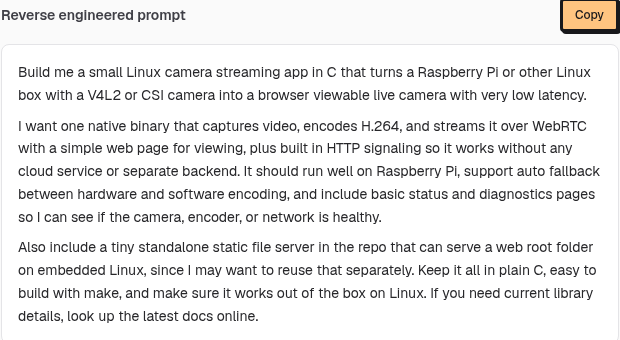 Reverse engineered prompt
Copy
Build me a small Linux camera streaming app in C that turns a Raspberry Pi or other Linux
box with a V4L2 or CSI camera into a browser viewable live camera with very low latency.
I want one native binary that captures video, encodes H.264, and streams it over WebRTC
with a simple web page for viewing, plus built in HTTP signaling so it works without any
cloud service or separate backend. It should run well on Raspberry Pi, support auto fallback
between hardware and software encoding, and include basic status and diagnostics pages
so I can see if the camera, encoder, or network is healthy.
Also include a tiny standalone static file server in the repo that can serve a web root folder
on embedded Linux, since I may want to reuse that separately. Keep it all in plain C, easy to
build with make, and make sure it works out of the box on Linux. If you need current library
details, look up the latest docs online.